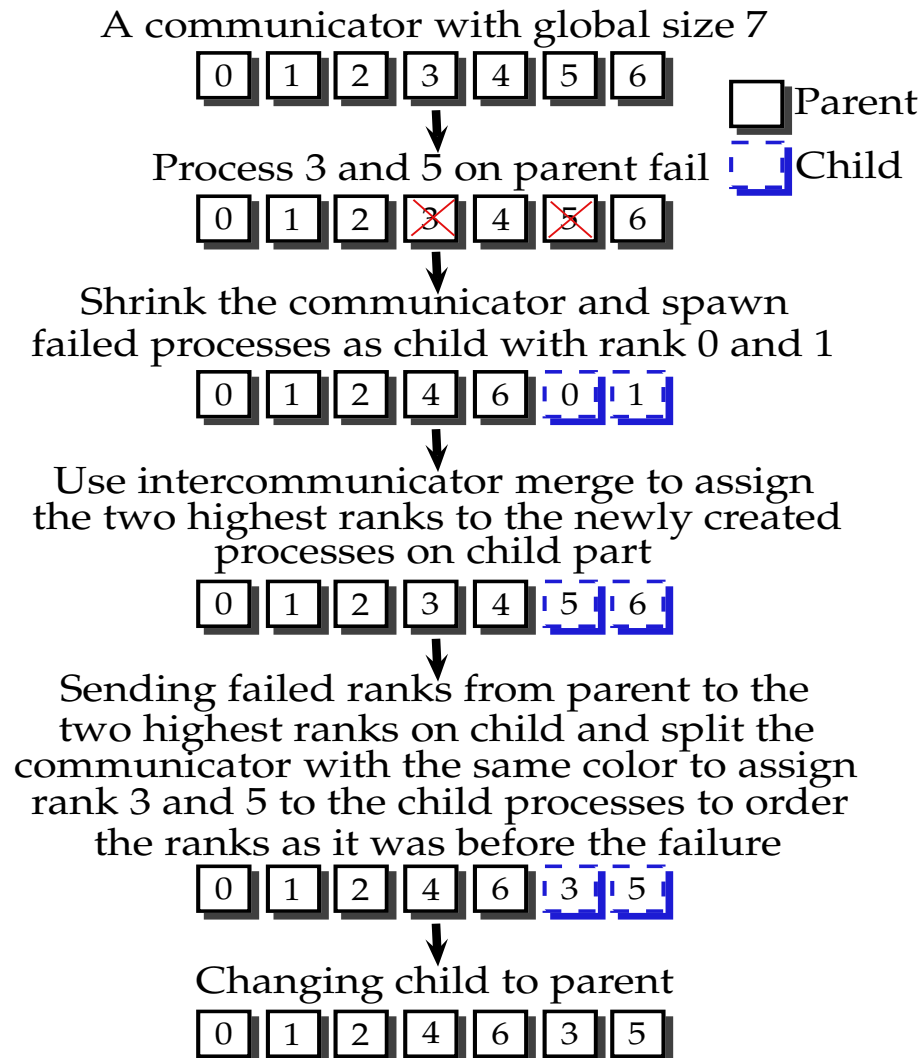 A communicator with global size 7
0 1 2 3 4 5 6
Parent
Child
Process 3 and 5 on parent fail
0 1 2 3 4 5 6
Shrink the communicator and spawn
failed processes as child with rank 0 and 1
0 1 2 4 6 0 1
Use intercommunicator merge to assign
the two highest ranks to the newly created
processes on child part
0 1 2 3 4 5 6
Sending failed ranks from parent to the
two highest ranks on child and split the
communicator with the same color to assign
rank 3 and 5 to the child processes to order
the ranks as it was before the failure
0 1 2 4 6 3 5
Changing child to parent
0 1 2 4 6 3 5